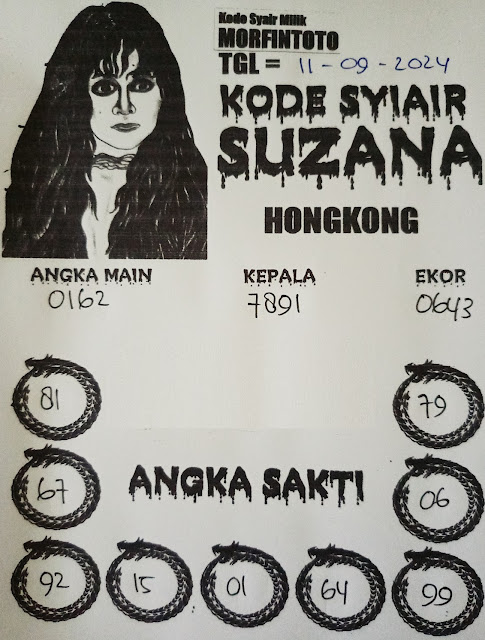 Kode Syair Milik
MORFINTOTO
TGL = 11-09-2024
KODE SYIAIR
SUZANA
HONGKONG
ANGKA MAIN KEPALA EKOR
0162 7891 0643
81 79
67 ANGKA SAKTI 06
92 15 01 64 99